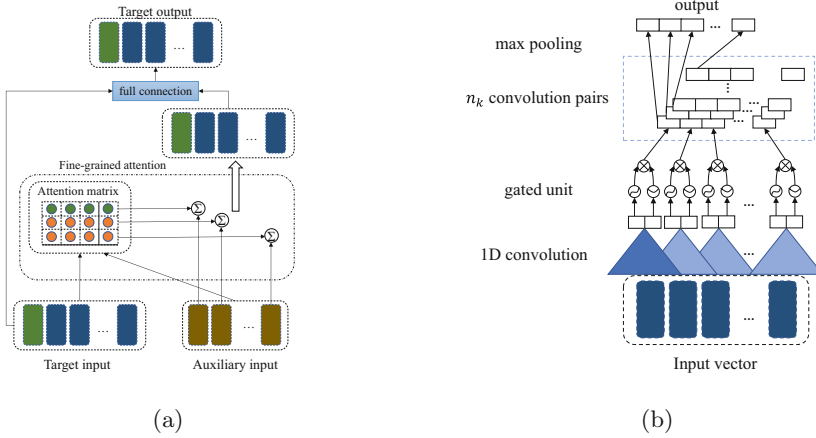 Target output
...
full connection
...
Fine-grained attention
Attention matrix
Σ
Σ
Σ
...
...
Target input
Auxiliary input
(a)
output
max pooling
...
...
n_k convolution pairs
...
...
gated unit
...
1D convolution
...
...
Input vector
(b)